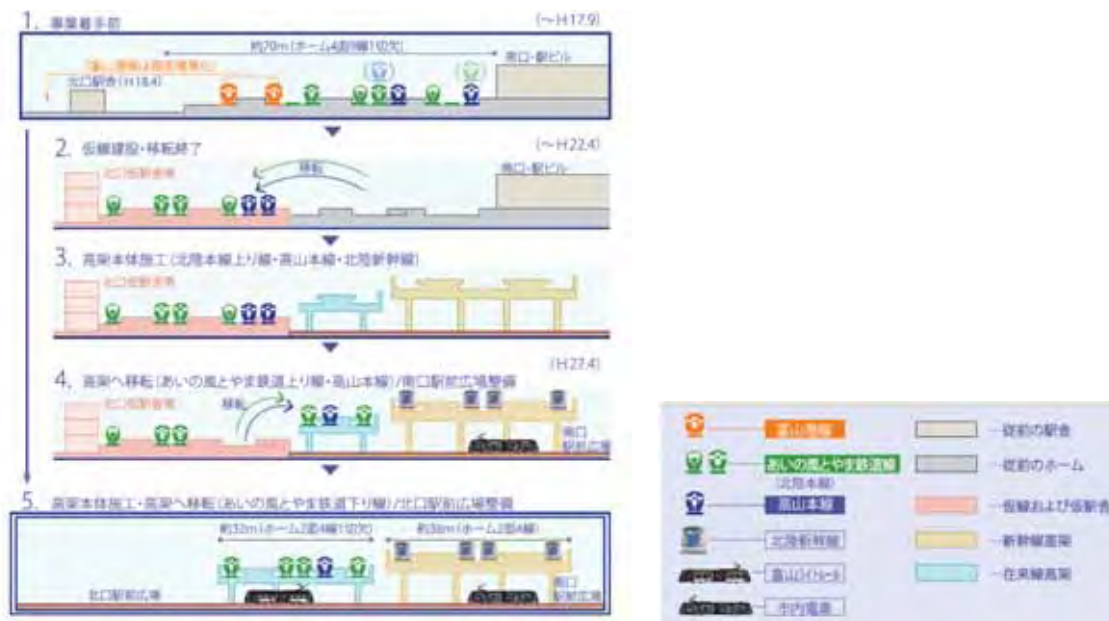 1. 事業着手前
(～H17.9)
約70m(ホーム4面9線1切欠)
南口・駅ビル
北口駅舎(H18.4)
2. 仮線建設・移転終了
(～H22.4)
北口仮駅舎等
移転
南口・駅ビル
3. 高架本体施工(北陸本線上り線・高山本線・北陸新幹線)
北口仮駅舎等
(H27.4)
4. 高架へ移転(あいの風とやま鉄道上り線・高山本線)/南口駅前広場整備
北口仮駅舎等
移転
南口
駅前広場
5. 高架本体施工・高架へ移転(あいの風とやま鉄道下り線)/北口駅前広場整備
約32m(ホーム2面4線1切欠)
約38m(ホーム2面4線)
北口駅前広場
南口
駅前広場
富山港線
…従前の駅舎
あいの風とやま鉄道線
(北陸本線)
…従前のホーム
高山本線
…仮線および仮駅舎
北陸新幹線
…新幹線高架
富山ライトレール
…在来線高架
市内電車